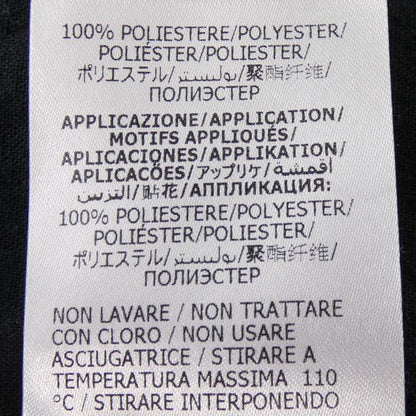 100% POLIESTERE/POLYESTER/
POLIÉSTER/POLIESTER/
ポリエステル/بوليستر/聚酯纤维/
ПОЛИЭСТЕР
APPLICAZIONE/APPLICATION/
MOTIFS APPLIQUÉS/
APLICACIONES/APPLIKATION/
APLICAÇÕES/アップリケ/أقمشة
التزين/贴花/АППЛИКАЦИЯ:
100% POLIESTERE/POLYESTER/
POLIÉSTER/POLIESTER/
ポリエステル/بوليستر/聚酯纤维/
ПОЛИЭСТЕР
NON LAVARE / NON TRATTARE
CON CLORO / NON USARE
ASCIUGATRICE / STIRARE A
TEMPERATURA MASSIMA 110
°C / STIRARE INTERPONENDO